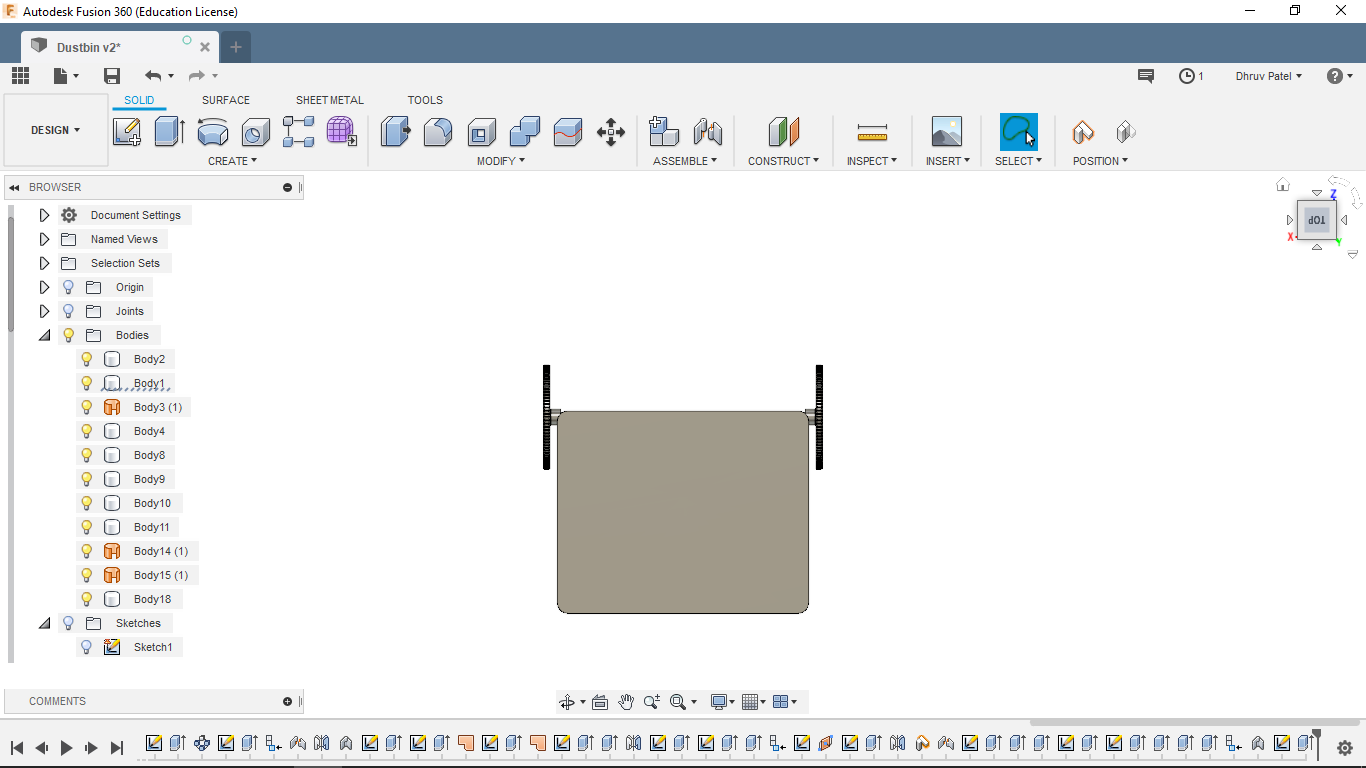 Autodesk Fusion 360 (Education License)
Dustbin v2*
1
Dhruv Patel
SOLID
SURFACE
SHEET METAL
TOOLS
DESIGN
CREATE
MODIFY
ASSEMBLE
CONSTRUCT
INSPECT
INSERT
SELECT
POSITION
BROWSER
Document Settings
Named Views
Selection Sets
Origin
Joints
Bodies
Body2
Body1
Body3 (1)
Body4
Body8
Body9
Body10
Body11
Body14 (1)
Body15 (1)
Body18
Sketches
Sketch1
Z
TOP
X
Y
COMMENTS